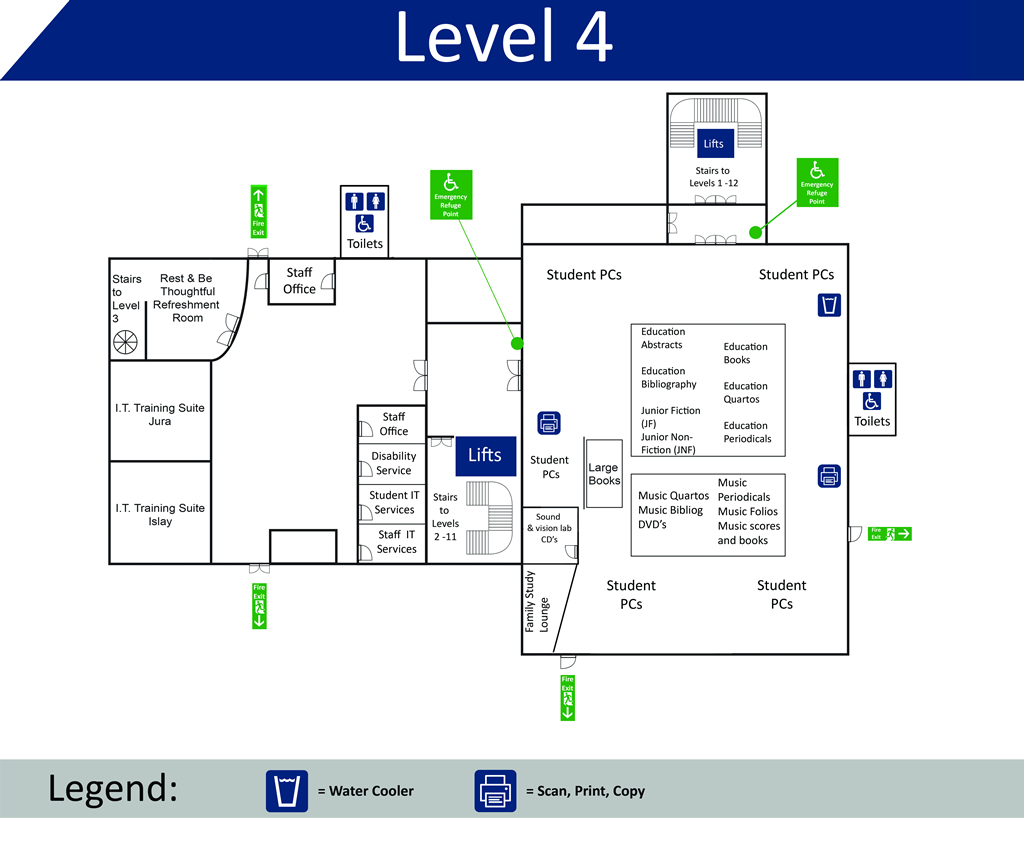 Level 4
Lifts
Stairs to
Levels 1 -12
Emergency
Refuge
Point
Emergency
Refuge
Point
Fire
Exit
Toilets
Stairs
to
Level
3
Rest & Be
Thoughtful
Refreshment
Room
Staff
Office
Student PCs
Student PCs
Education
Abstracts
Education
Bibliography
Junior Fiction
(JF)
Junior Non-
Fiction (JNF)
Education
Books
Education
Quartos
Education
Periodicals
Toilets
I.T. Training Suite
Jura
I.T. Training Suite
Islay
Staff
Office
Disability
Service
Student IT
Services
Staff IT
Services
Lifts
Stairs
to
Levels
2 -11
Student
PCs
Large
Books
Music Quartos
Music Bibliog
DVD's
Music
Periodicals
Music Folios
Music scores
and books
Sound
& vision lab
CD's
Fire
Exit
Family Study
Lounge
Student
PCs
Student
PCs
Fire
Exit
Fire
Exit
Legend:
= Water Cooler
= Scan, Print, Copy